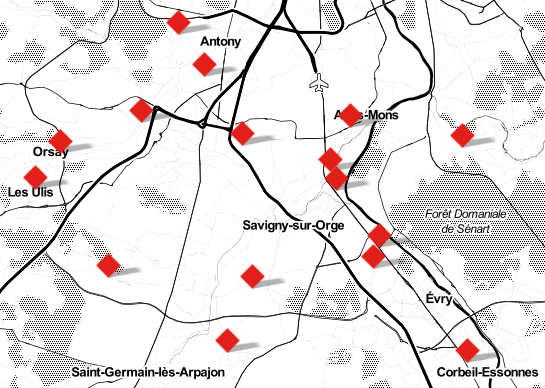 Antony
Athis-Mons
Orsay
Les Ulis
Forêt Domaniale
de Sénart
Savigny-sur-Orge
Évry
Saint-Germain-lès-Arpajon
Corbeil-Essonnes